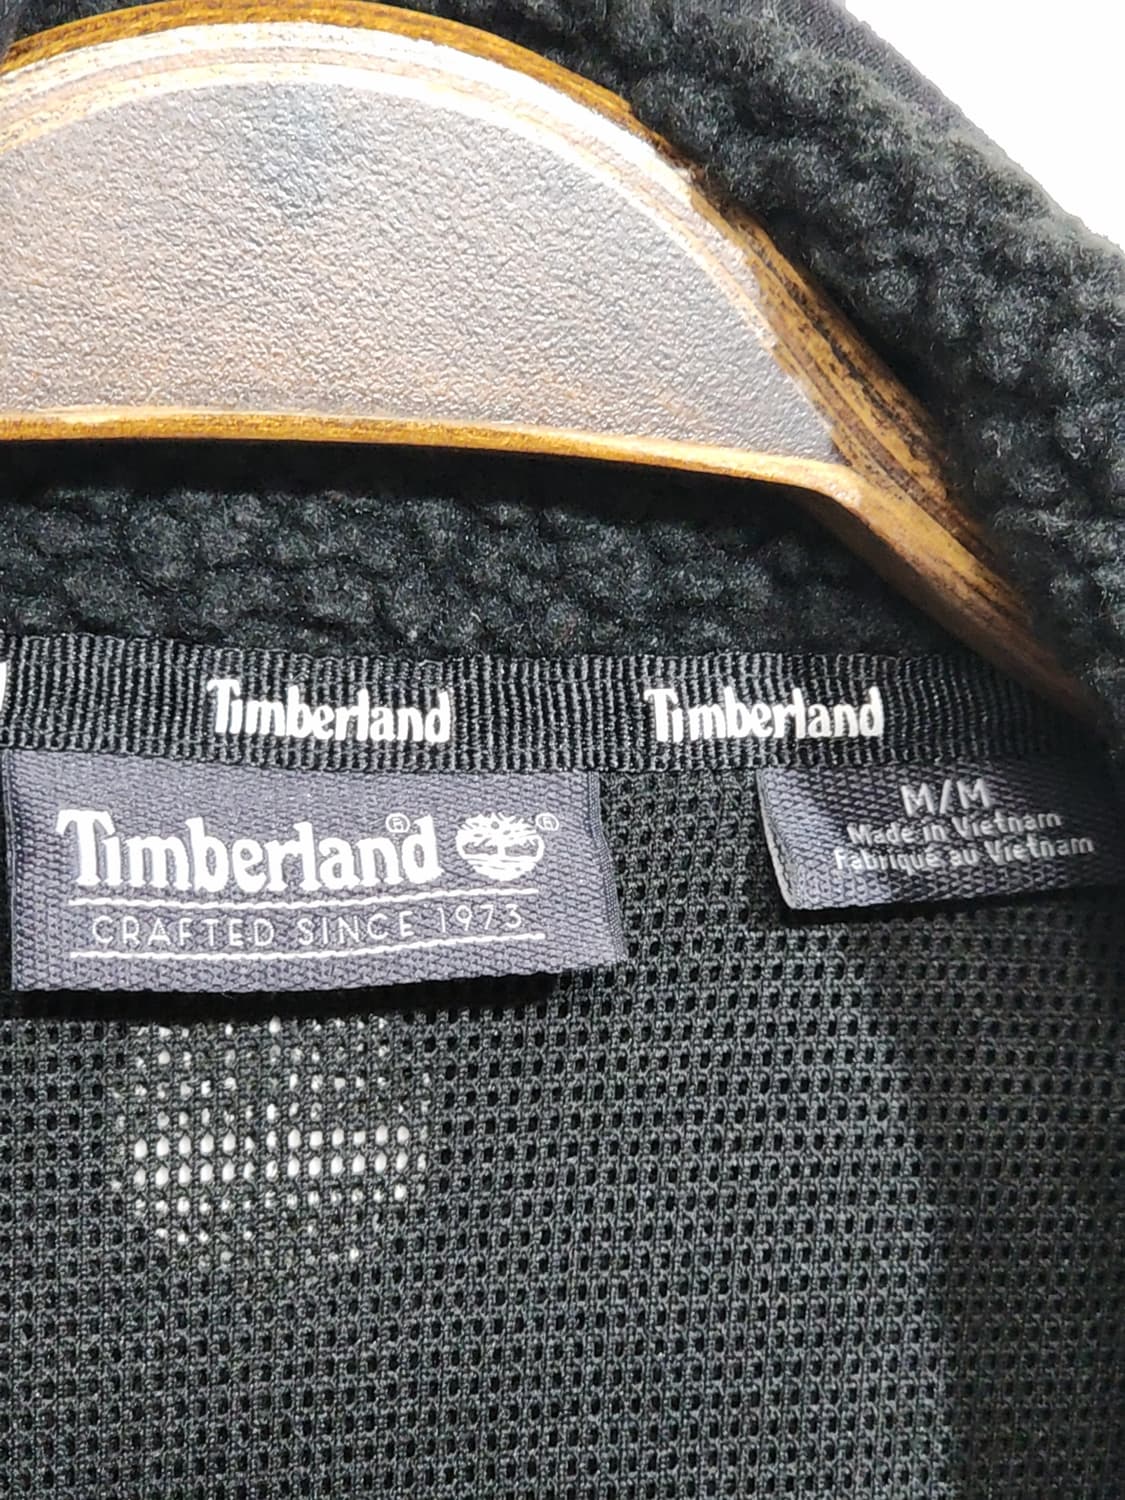 Timberland Timberland
Timberland®
CRAFTED SINCE 1973
M/M
Made in Vietnam
Fabriqué au Vietnam